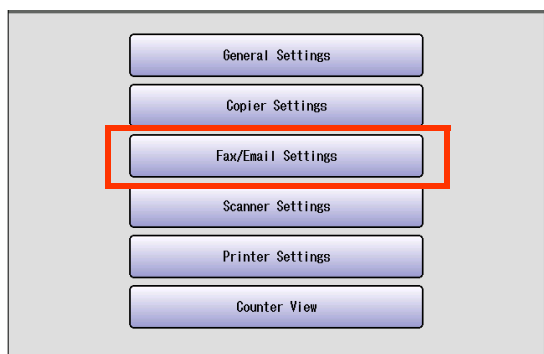 General Settings
Copier Settings
Fax/Email Settings
Scanner Settings
Printer Settings
Counter View